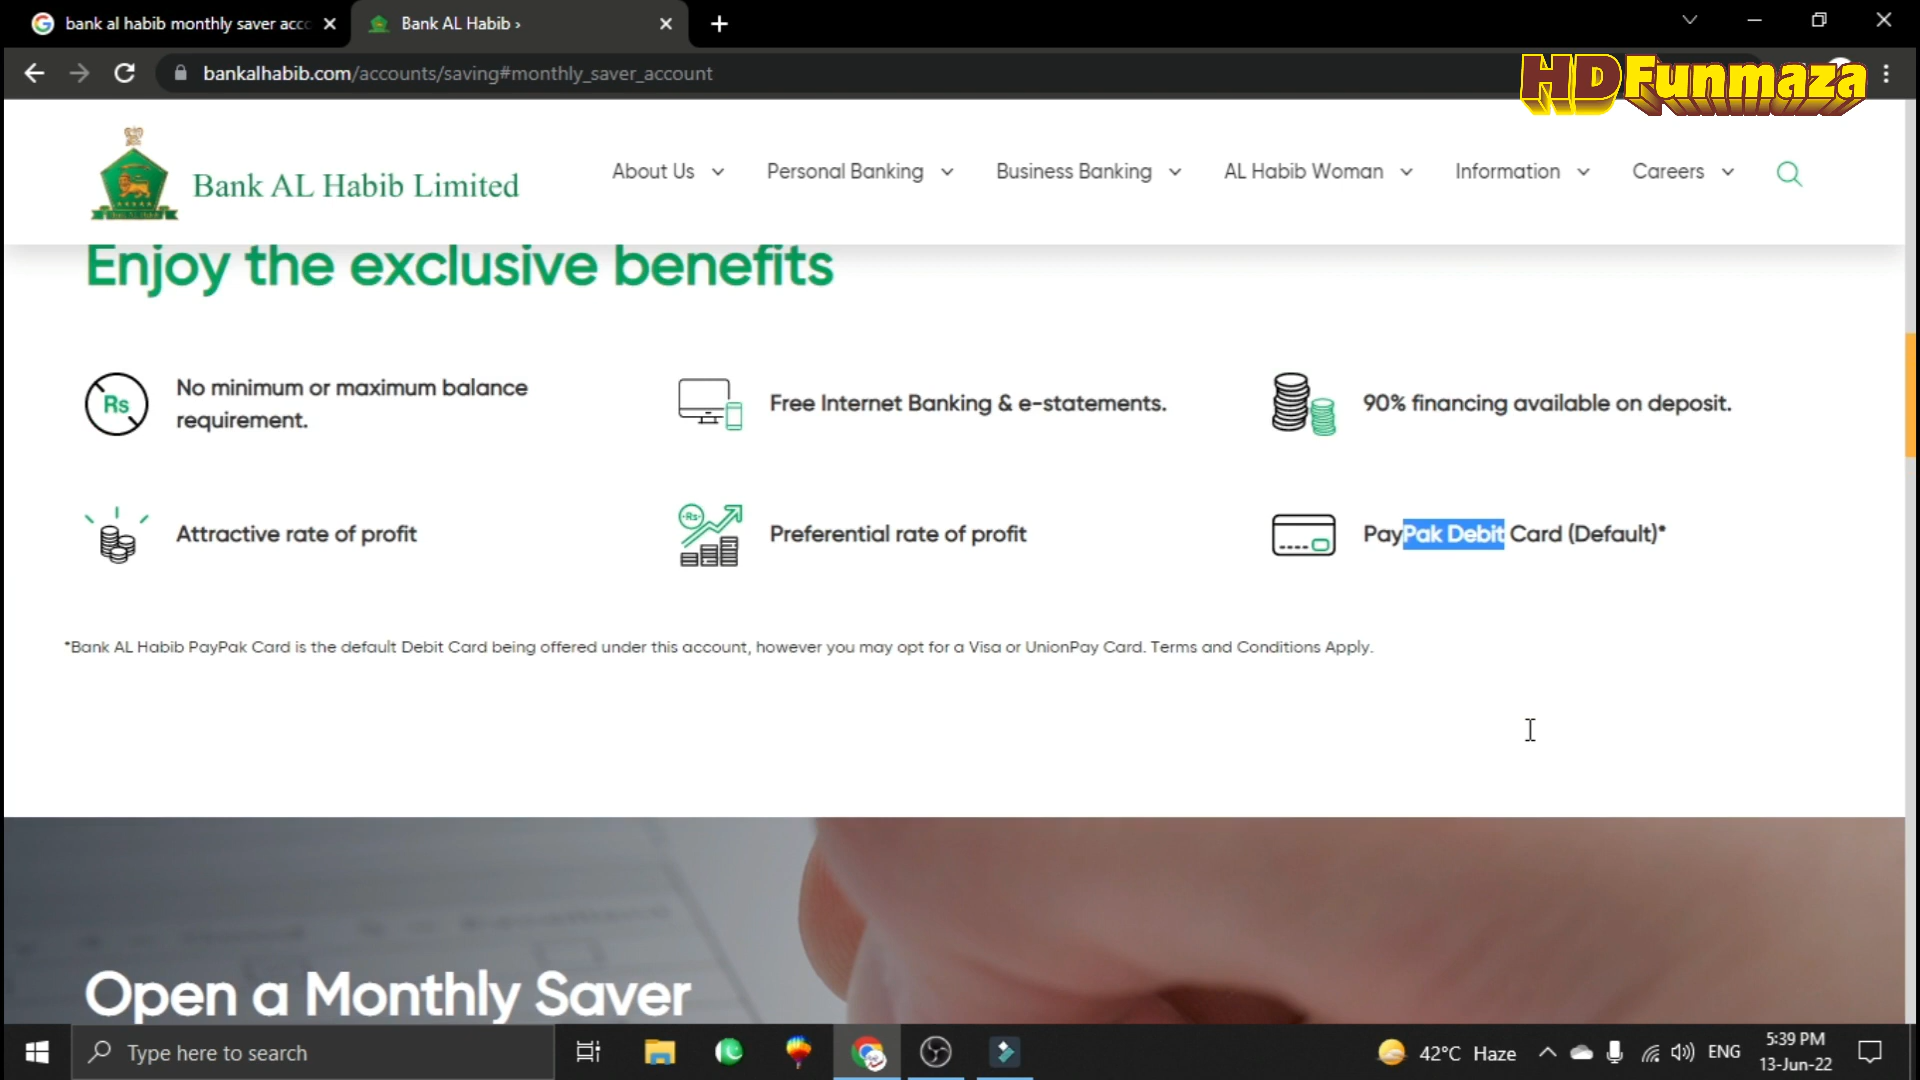 bank al habib monthly saver acc
Bank AL Habib ›
bankalhabib.com/accounts/saving#monthly_saver_account
HDFunmaza
Bank AL Habib Limited
About Us
Personal Banking
Business Banking
AL Habib Woman
Information
Careers
Enjoy the exclusive benefits
Rs
No minimum or maximum balance
requirement.
Free Internet Banking & e-statements.
90% financing available on deposit.
Attractive rate of profit
Rs
Preferential rate of profit
PayPak Debit Card (Default)*
*Bank AL Habib PayPak Card is the default Debit Card being offered under this account, however you may opt for a Visa or UnionPay Card. Terms and Conditions Apply.
Open a Monthly Saver
Type here to search
42°C Haze
ENG
5:39 PM
13-Jun-22